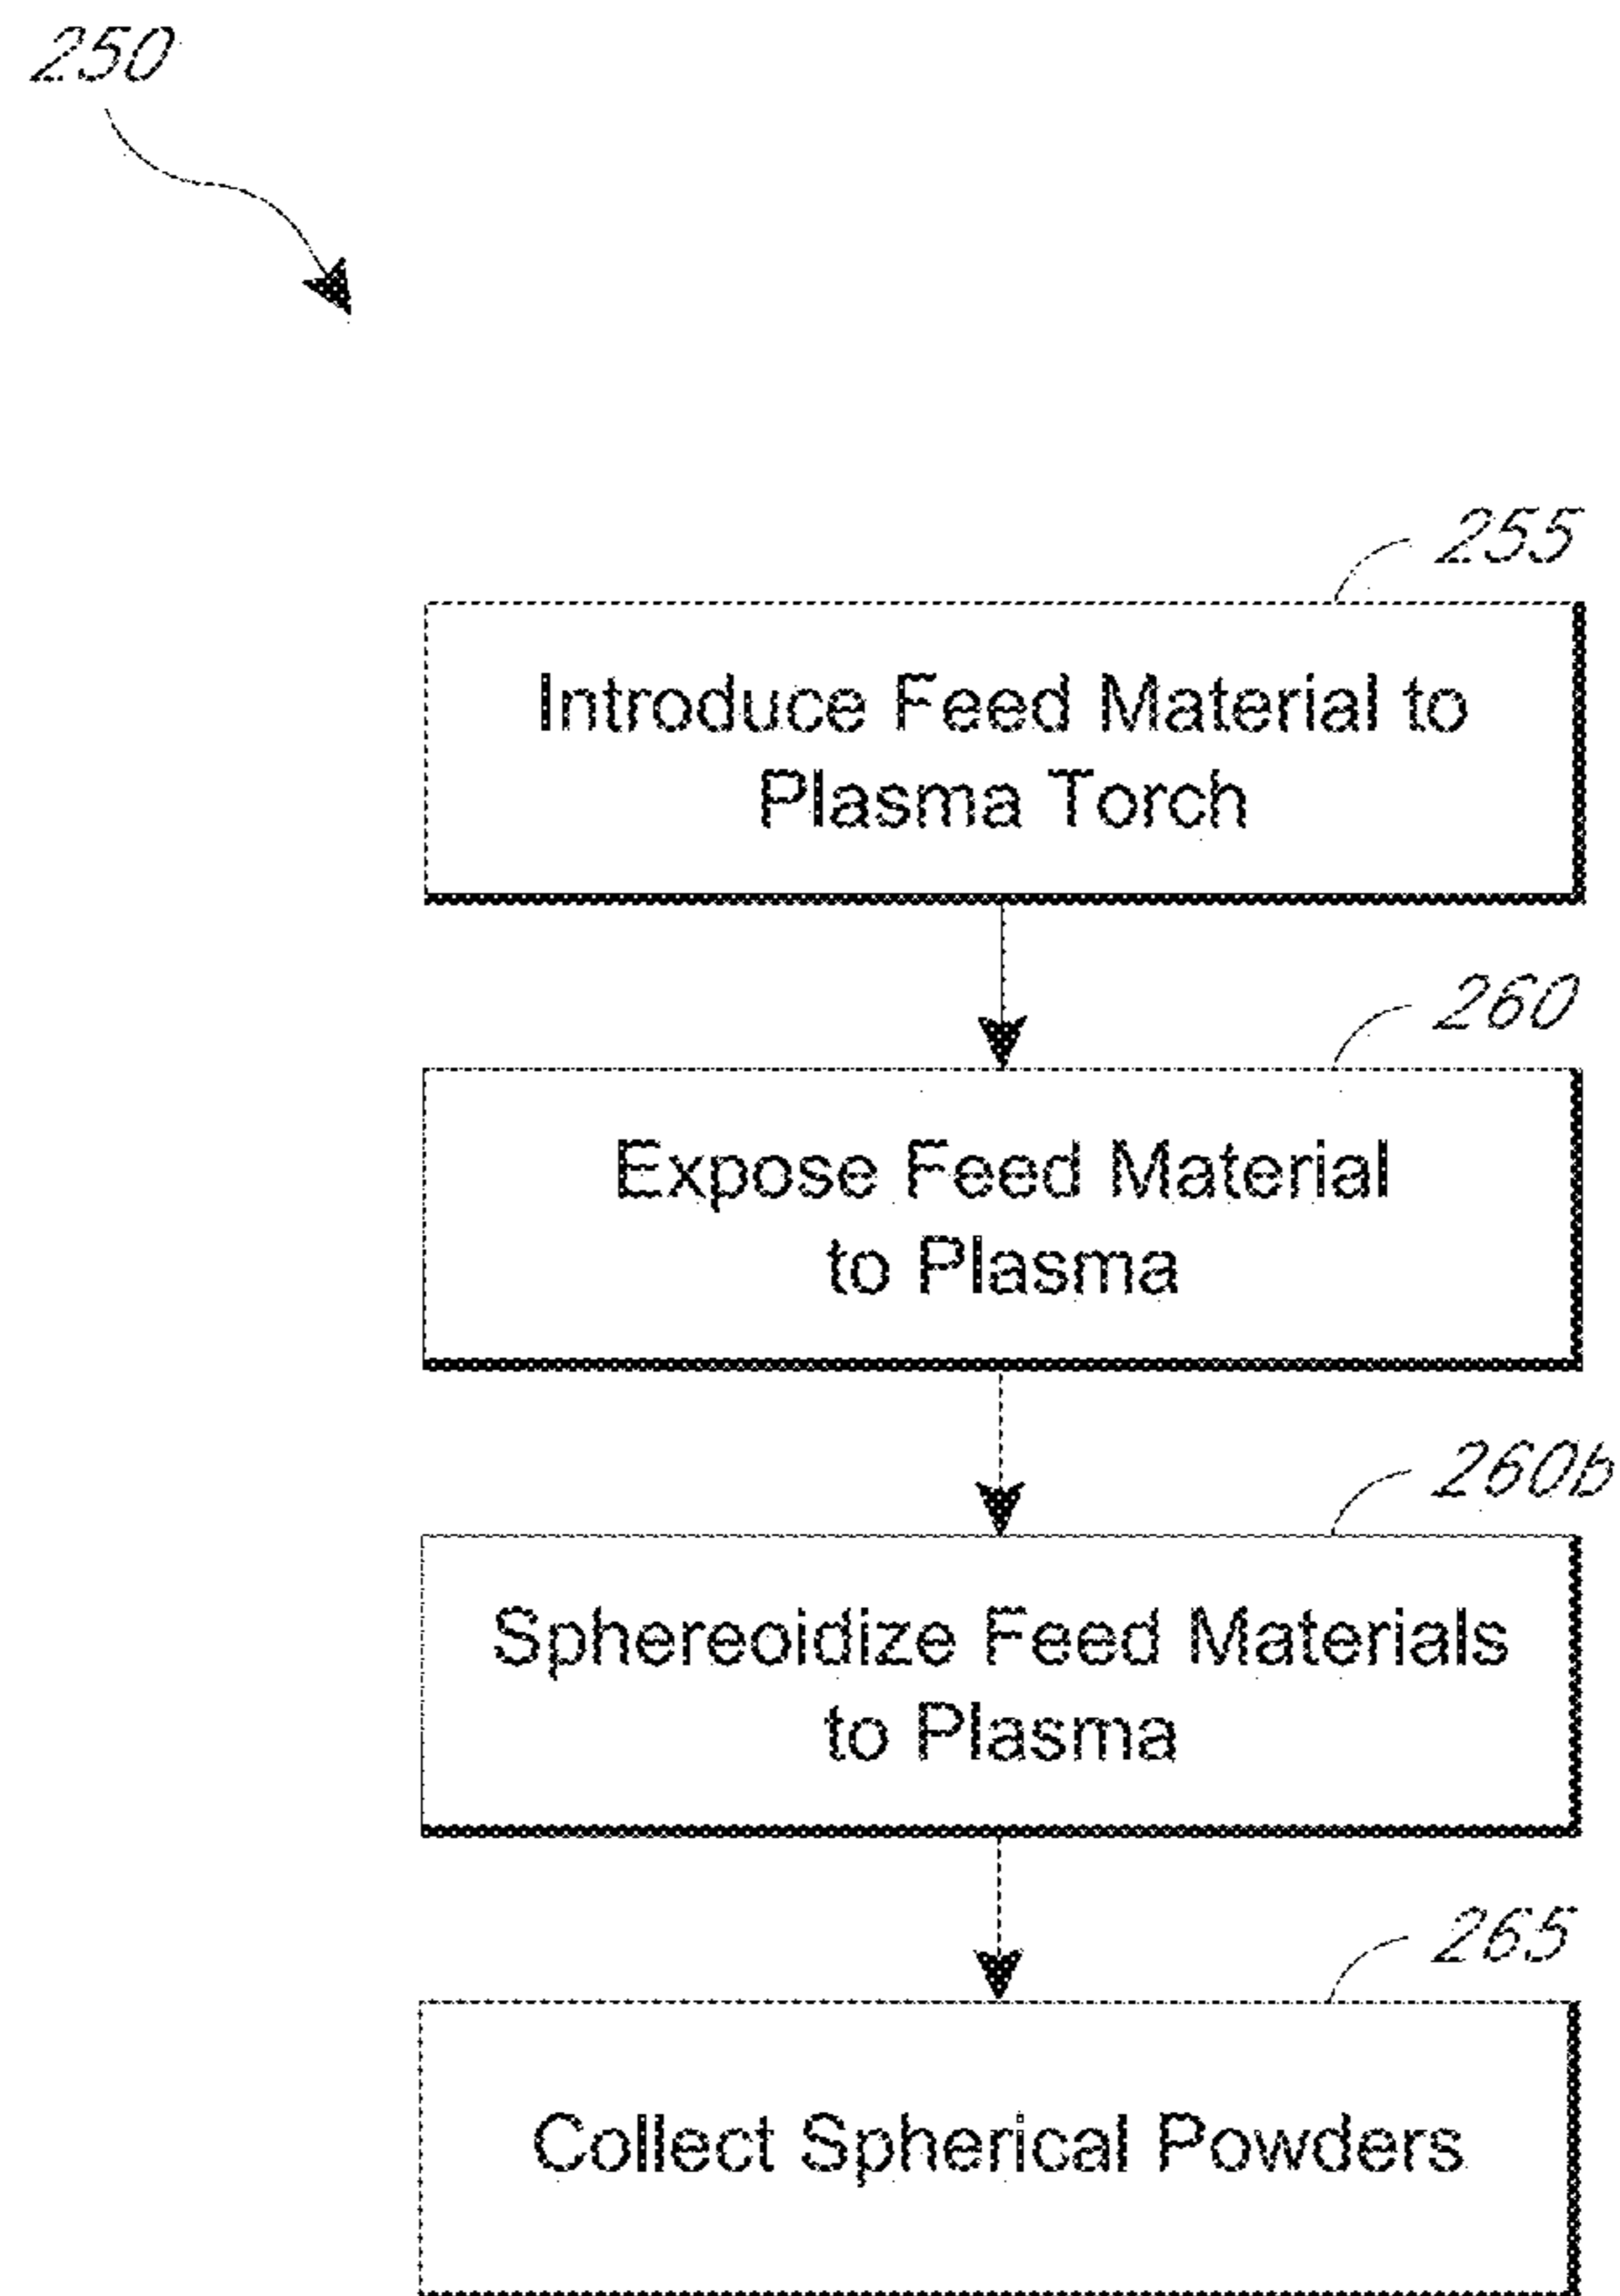 250
255
Introduce Feed Material to
Plasma Torch
260
Expose Feed Material
to Plasma
260b
Sphereoidize Feed Materials
to Plasma
265
Collect Spherical Powders